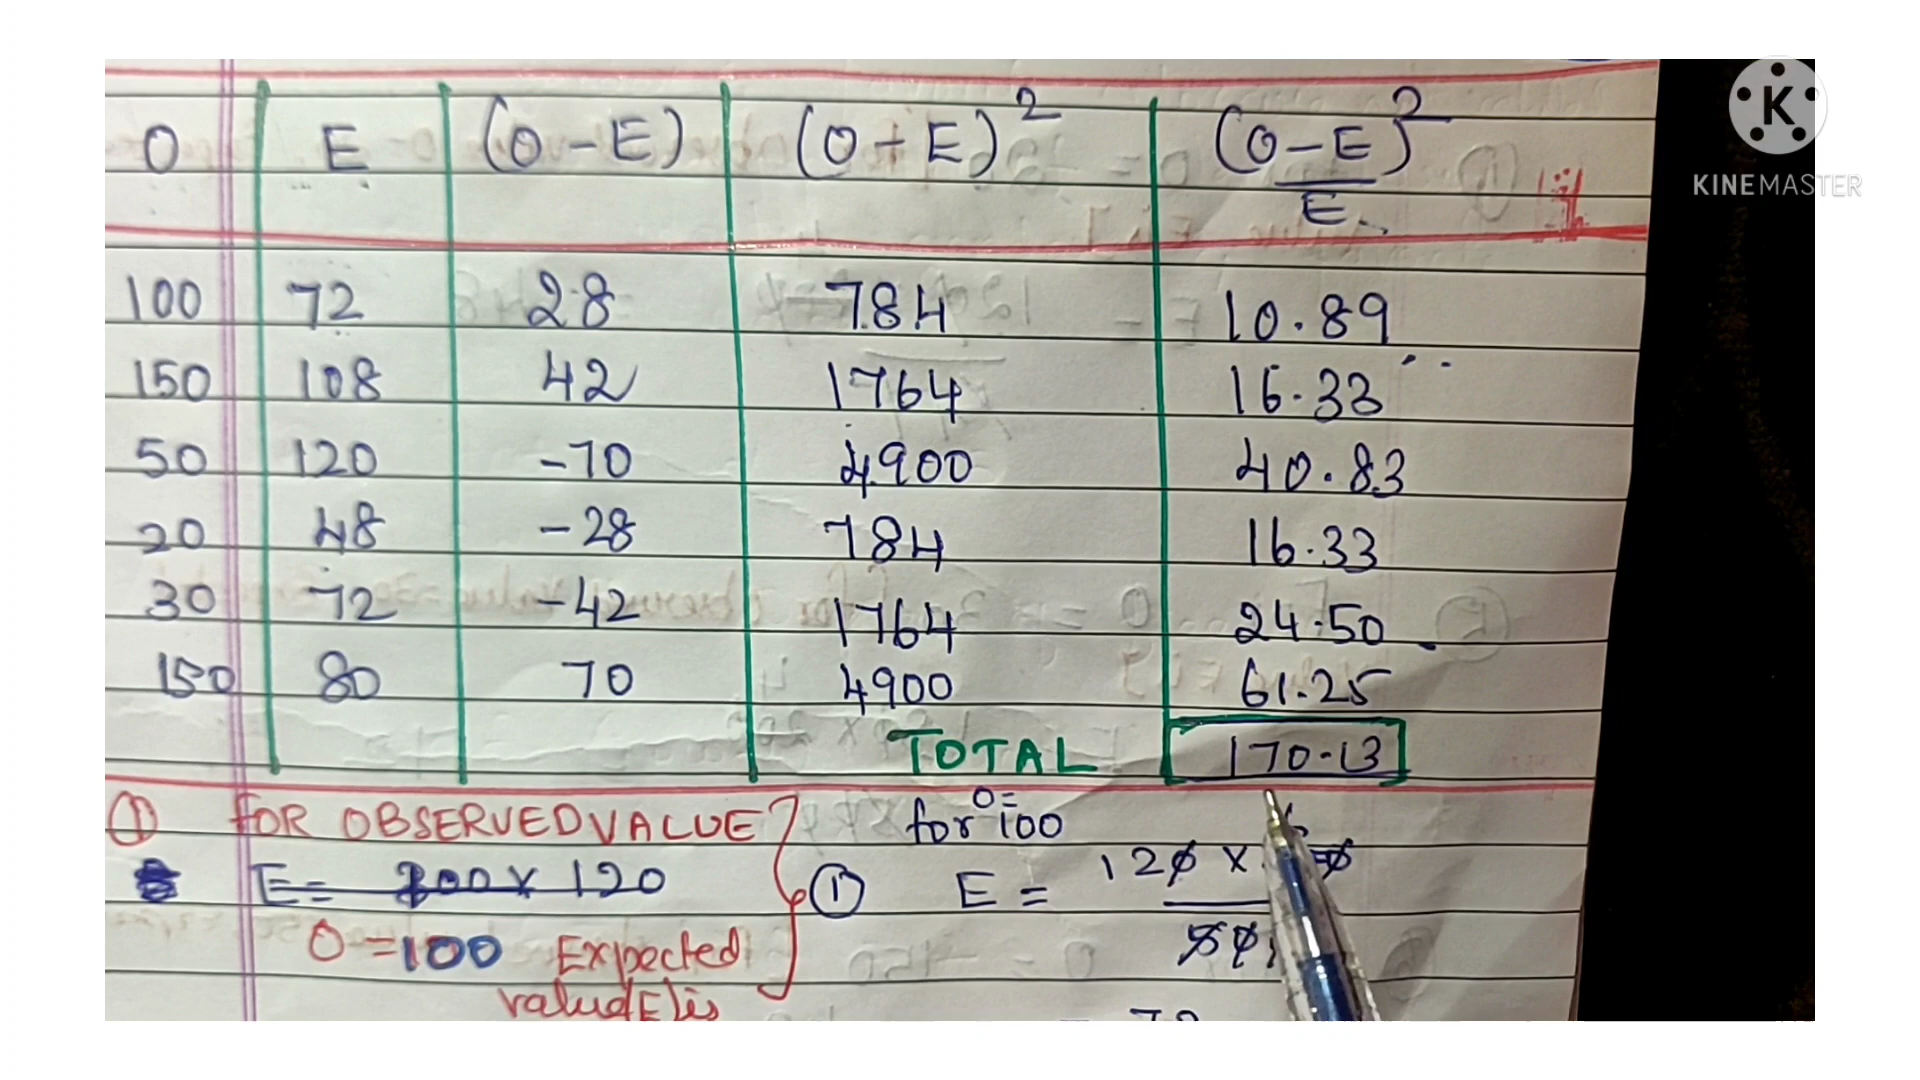 O E (O-E) (O-E)² (O-E)²
E
100 72 28 784 10.89
150 108 42 1764 16.33
50 120 -70 4900 40.83
20 48 -28 784 16.33
30 72 -42 1764 24.50
150 80 70 4900 61.25
TOTAL 170.13
① FOR OBSERVED VALUE
E = 200 x 120
O = 100 Expected
value(E) is
O=
for 100
① E = 120 x
K
KINEMASTER